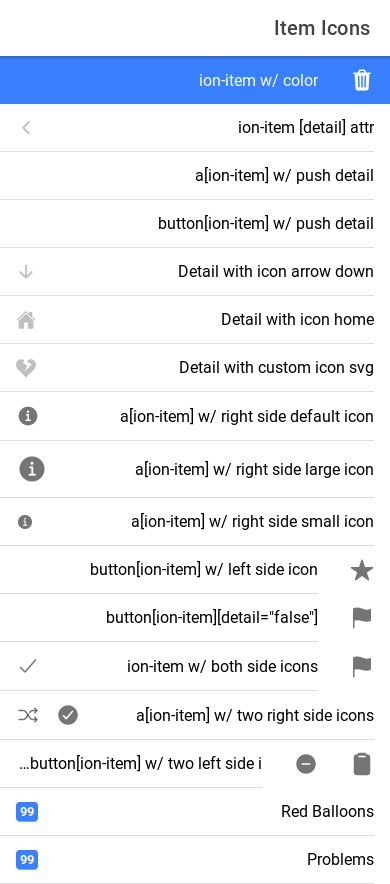 Item Icons
ion-item w/ color
ion-item [detail] attr
a[ion-item] w/ push detail
button[ion-item] w/ push detail
Detail with icon arrow down
Detail with icon home
Detail with custom icon svg
a[ion-item] w/ right side default icon
a[ion-item] w/ right side large icon
a[ion-item] w/ right side small icon
button[ion-item] w/ left side icon
button[ion-item][detail="false"]
ion-item w/ both side icons
a[ion-item] w/ two right side icons
...button[ion-item] w/ two left side i
Red Balloons 99
Problems 99